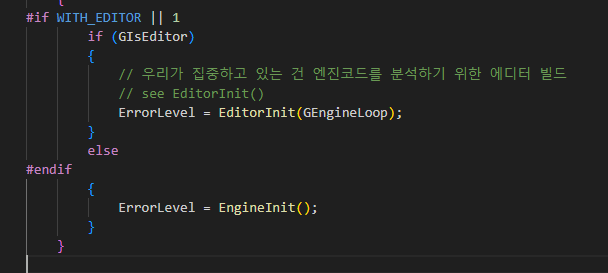 {
#if WITH_EDITOR || 1
if (GIsEditor)
{
// 우리가 집중하고 있는 건 엔진코드를 분석하기 위한 에디터 빌드
// see EditorInit()
ErrorLevel = EditorInit(GEngineLoop);
}
else
#endif
{
ErrorLevel = EngineInit();
}
}